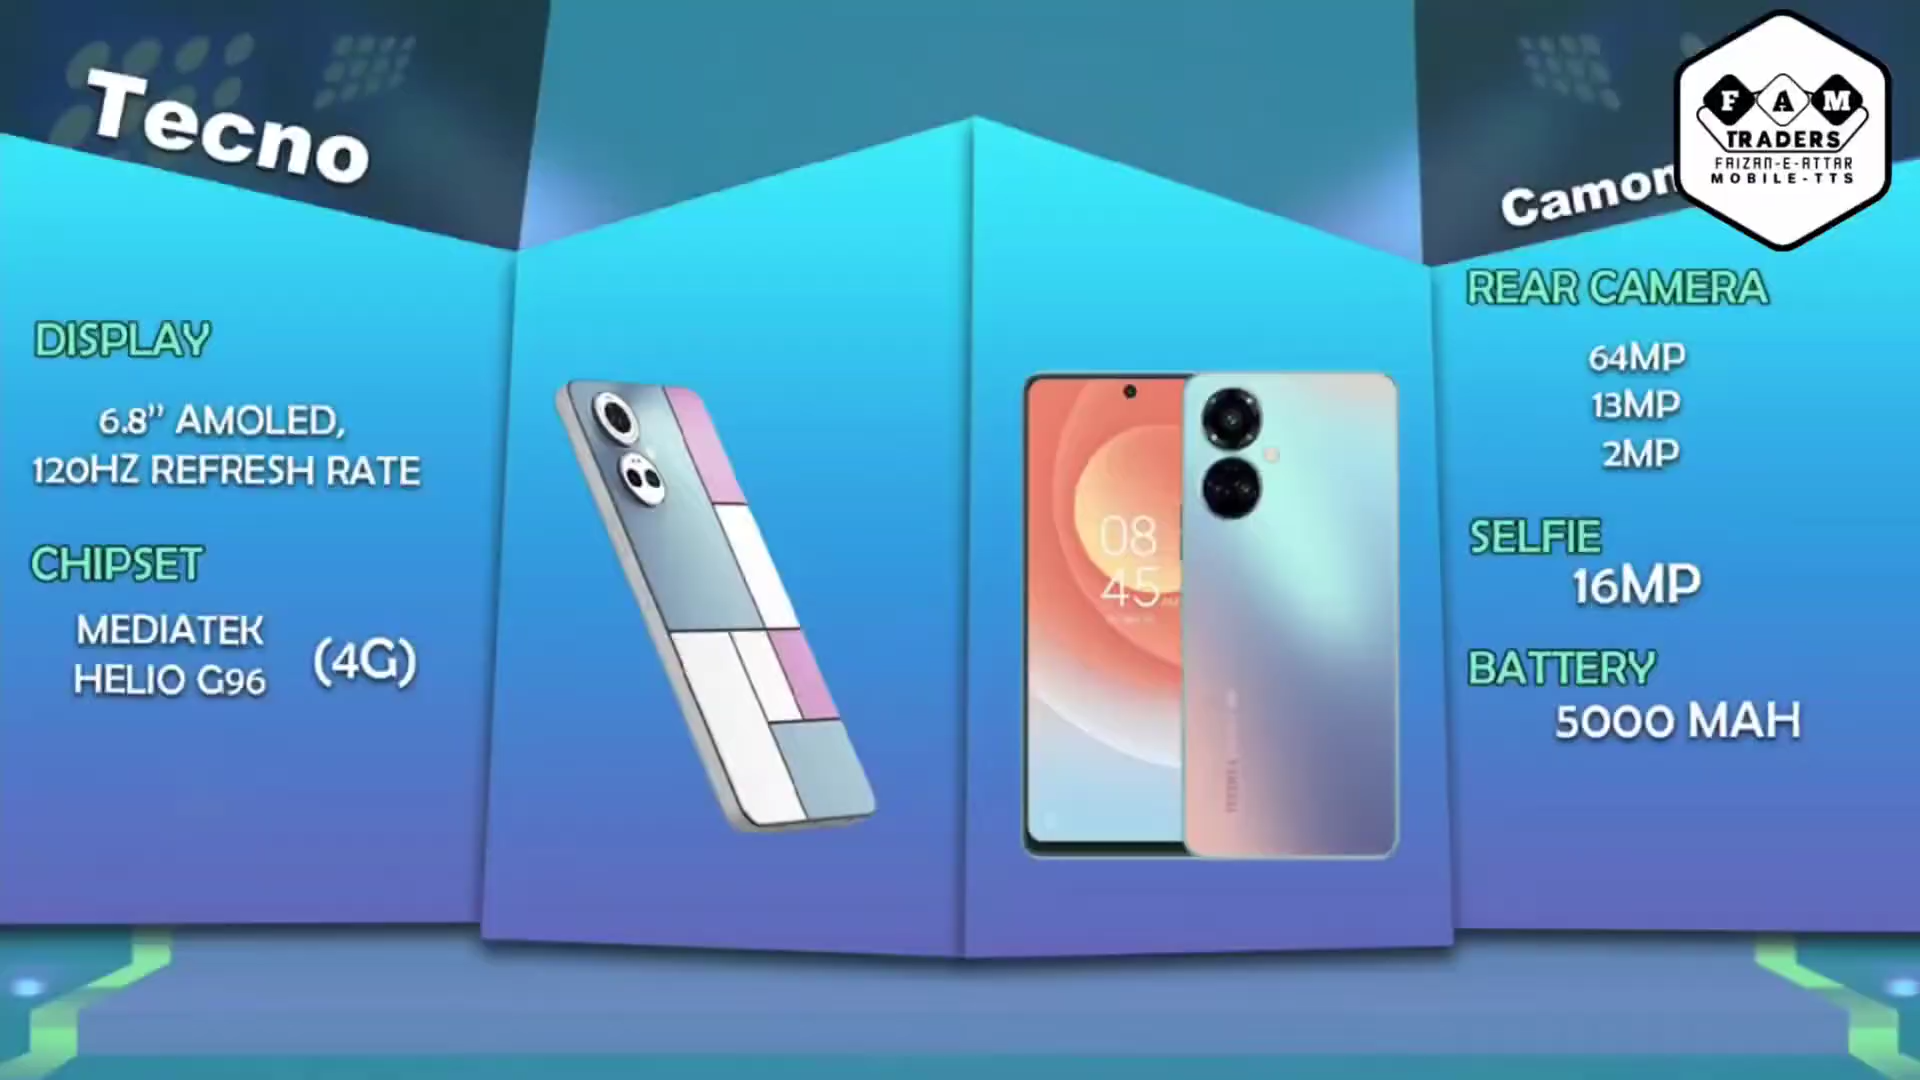 Tecno
Camon
F A M
TRADERS
FAIZAN-E-ATTAR
MOBILE-TTS
DISPLAY
6.8” AMOLED,
120HZ REFRESH RATE
CHIPSET
MEDIATEK
HELIO G96
(4G)
08
45
REAR CAMERA
64MP
13MP
2MP
SELFIE
16MP
BATTERY
5000 MAH